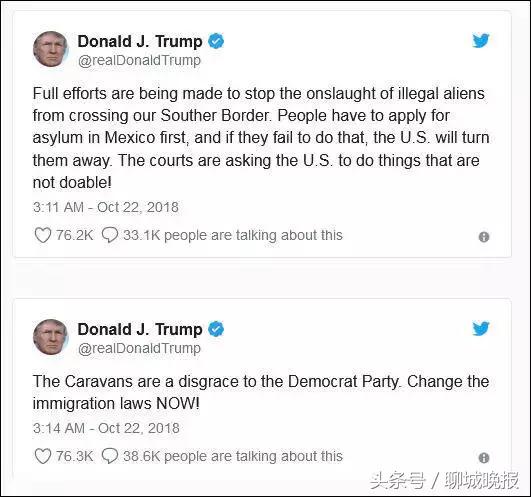 Donald J. Trump
@realDonaldTrump
Full efforts are being made to stop the onslaught of illegal aliens
from crossing our Souther Border. People have to apply for
asylum in Mexico first, and if they fail to do that, the U.S. will turn
them away. The courts are asking the U.S. to do things that are
not doable!
3:11 AM - Oct 22, 2018
76.2K 33.1K people are talking about this
Donald J. Trump
@realDonaldTrump
The Caravans are a disgrace to the Democrat Party. Change the
immigration laws NOW!
3:14 AM - Oct 22, 2018
76.3K 38.6K people are talking about this
头条号 / 聊城晚报